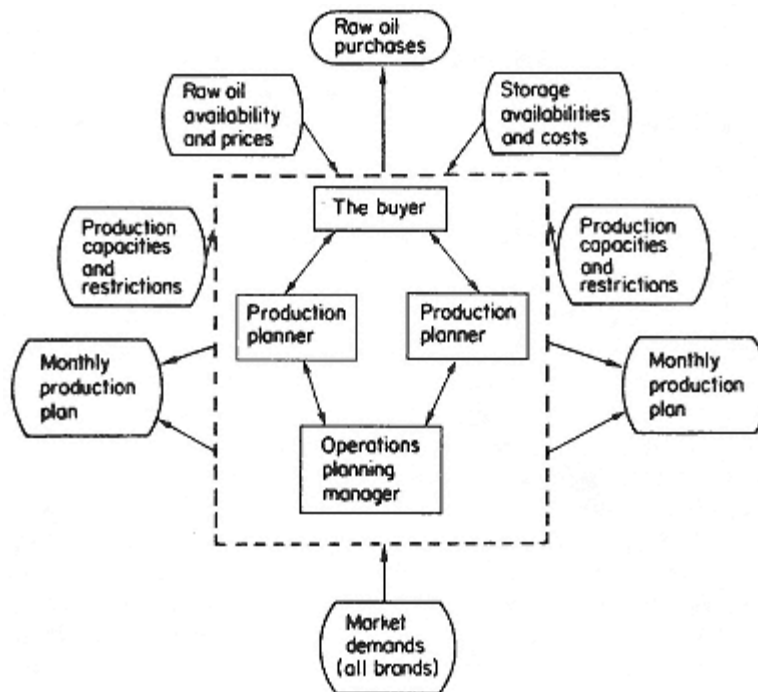 Raw oil
purchases
Raw oil
availability
and prices
Storage
availabilities
and costs
The buyer
Production
capacities
and
restrictions
Production
capacities
and
restrictions
Production
planner
Production
planner
Monthly
production
plan
Monthly
production
plan
Operations
planning
manager
Market
demands
(all brands)